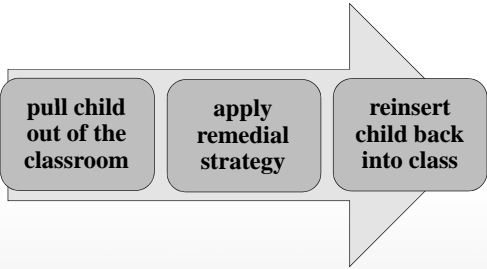 pull child
out of the
classroom
apply
remedial
strategy
reinsert
child back
into class